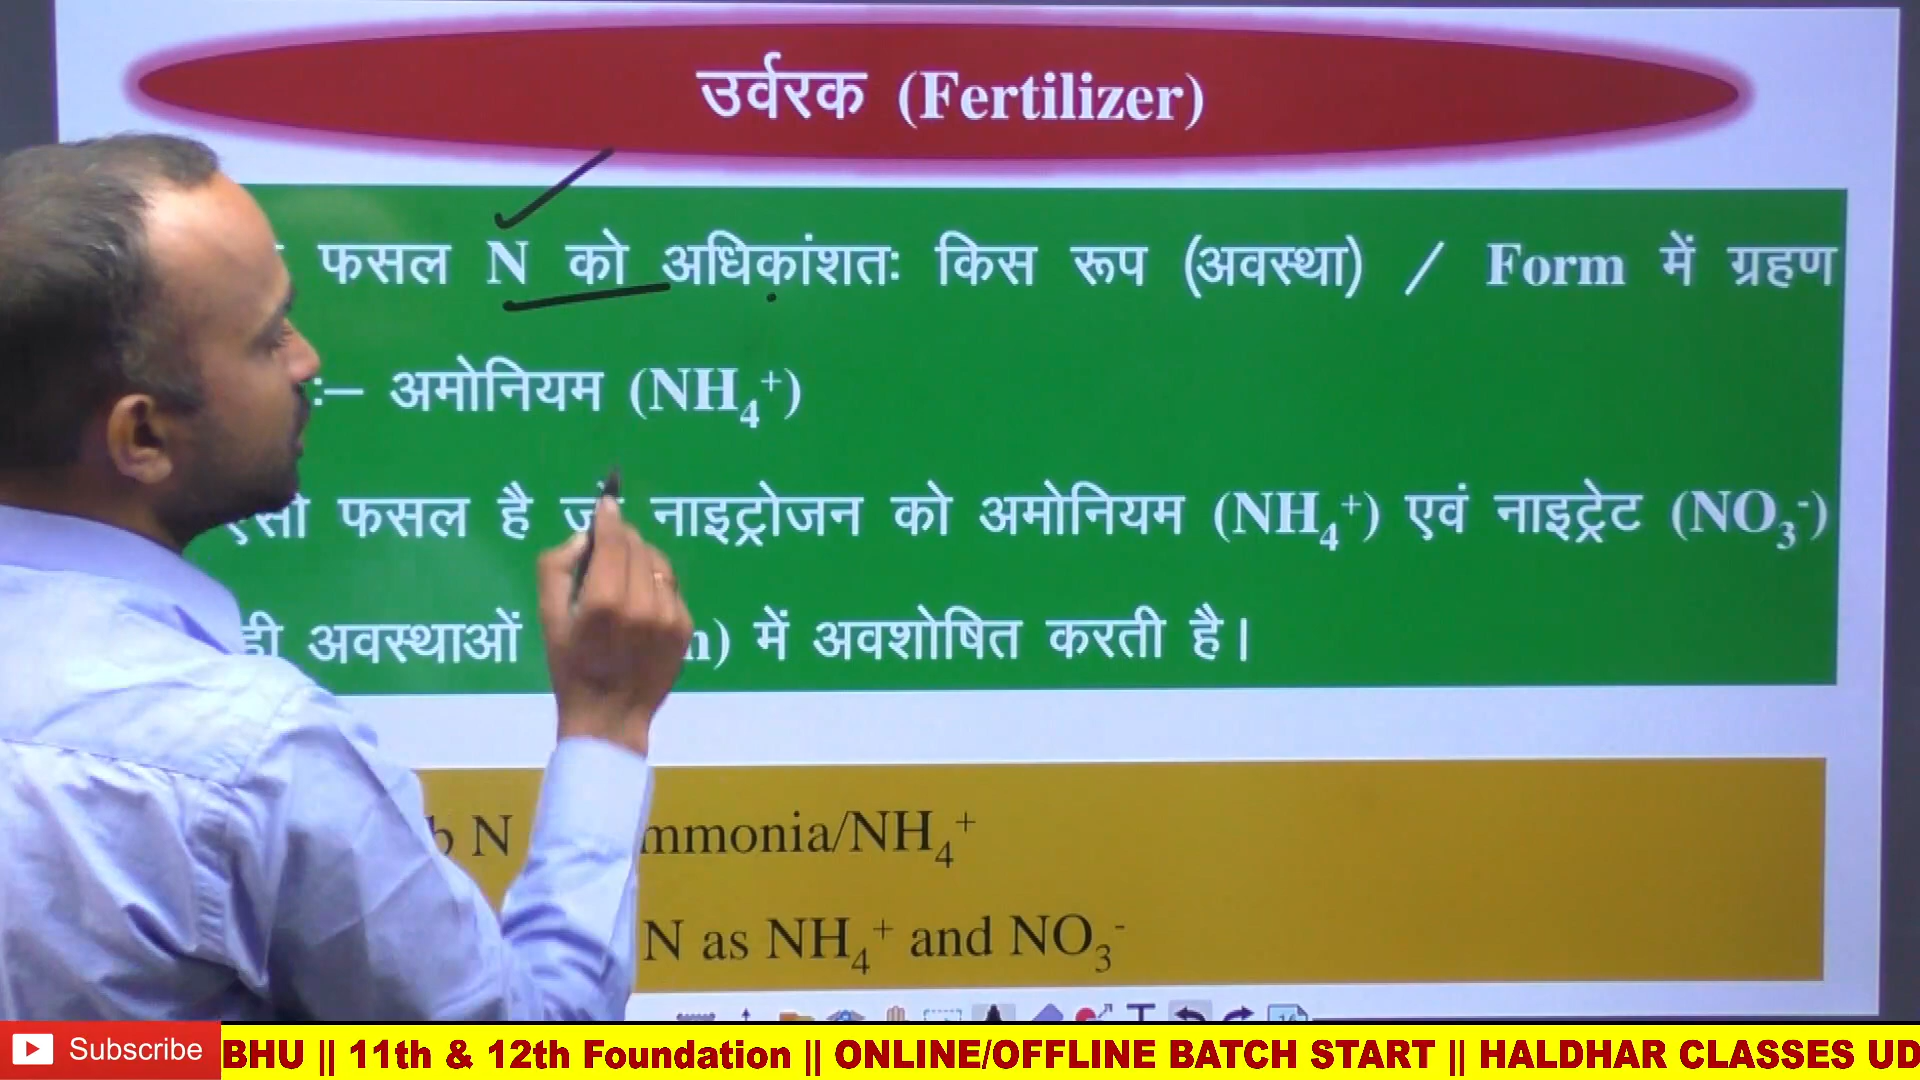 उर्वरक (Fertilizer)
फसल N को अधिकांशतः किस रूप (अवस्था) / Form में ग्रहण
:– अमोनियम (NH₄⁺)
फसल है जो नाइट्रोजन को अमोनियम (NH₄⁺) एवं नाइट्रेट (NO₃⁻)
ही अवस्थाओं में अवशोषित करती है।
N mmonia/NH₄⁺
N as NH₄⁺ and NO₃⁻
Subscribe BHU || 11th & 12th Foundation || ONLINE/OFFLINE BATCH START || HALDHAR CLASSES UD